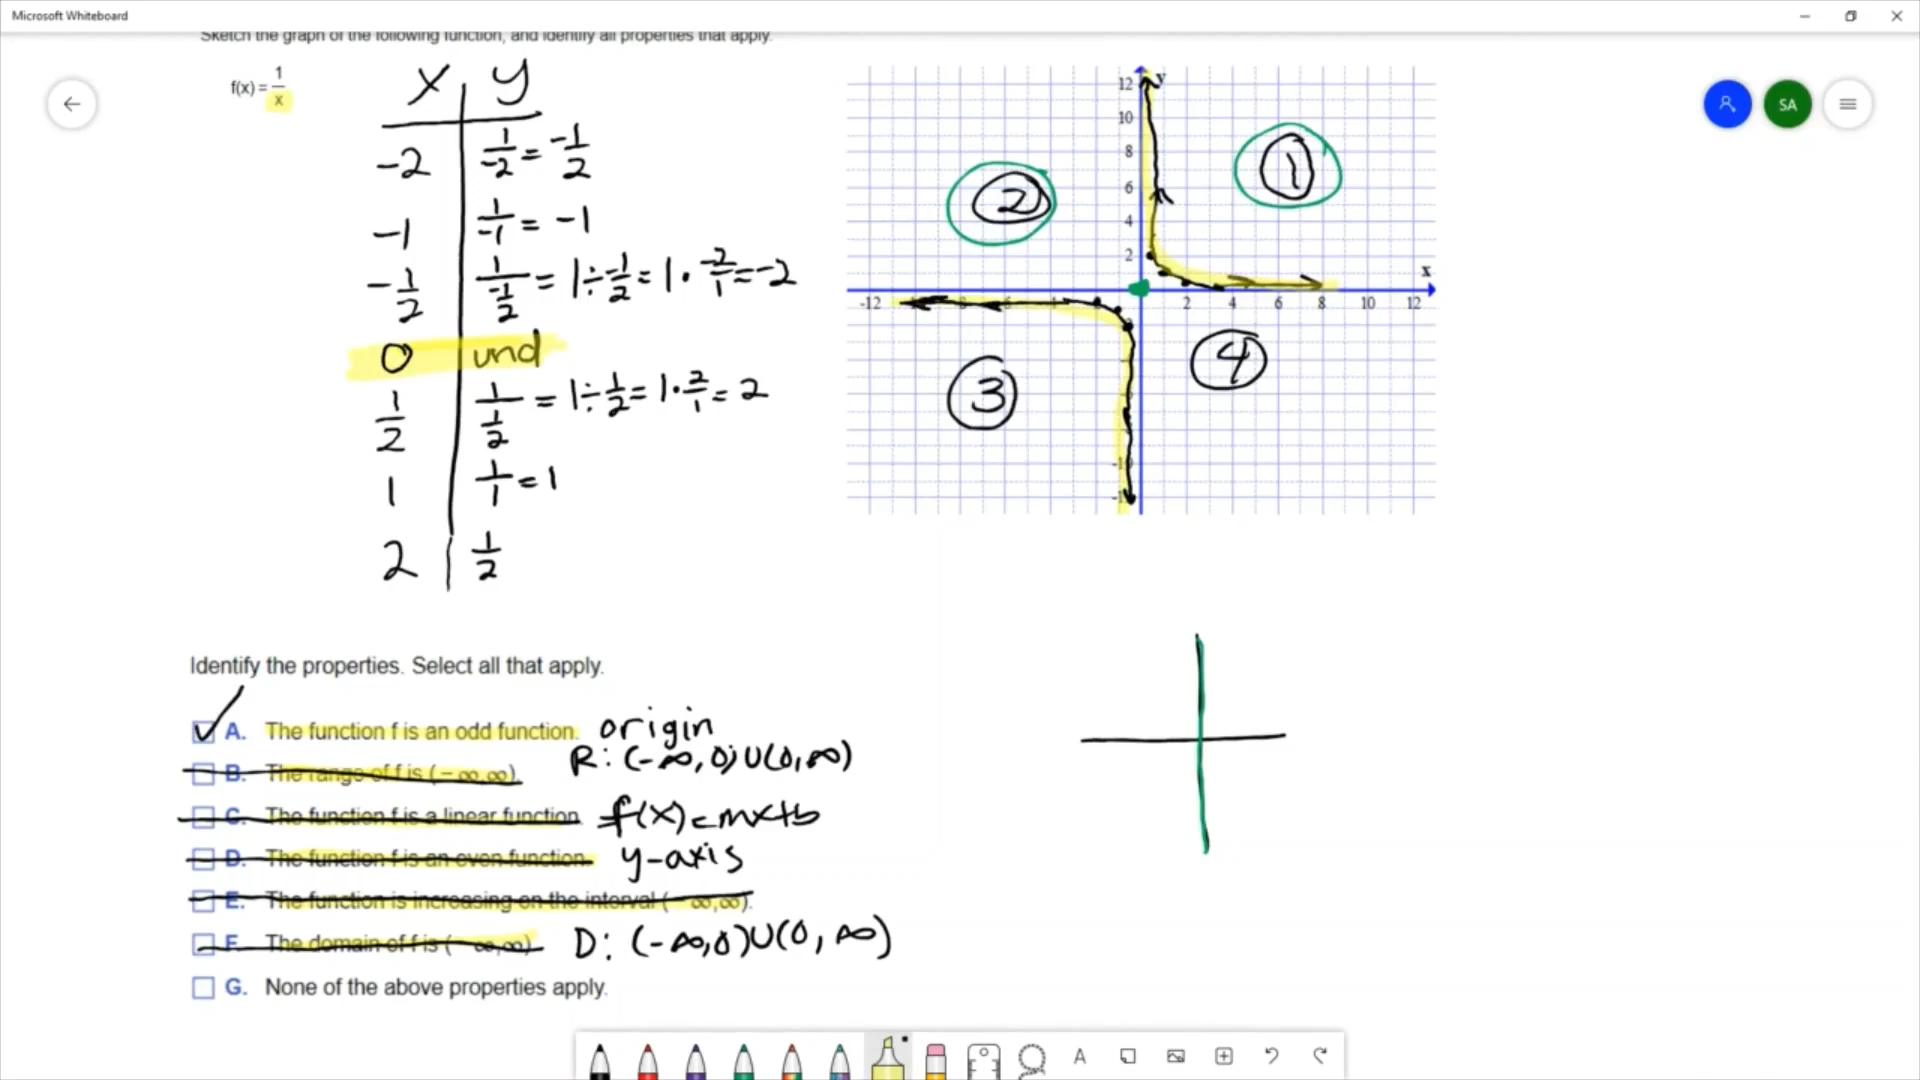 Microsoft Whiteboard
Sketch the graph of the following function, and identify all properties that apply.
f(x) = 1/x
SA
x | y
-2 | 1/-2 = -1/2
-1 | 1/-1 = -1
-1/2 | 1/(-1/2) = 1 ÷ -1/2 = 1 · -2/1 = -2
0 | und
1/2 | 1/(1/2) = 1 ÷ 1/2 = 1 · 2/1 = 2
1 | 1/1 = 1
2 | 1/2
y
12
10
8
6
4
2
x
-12 2 4 6 8 10 12
① ② ③ ④
Identify the properties. Select all that apply.
A. The function f is an odd function. origin
B. The range of f is (-∞,∞). R: (-∞, 0) ∪ (0, ∞)
C. The function f is a linear function. f(x) = mx+b
D. The function f is an even function. y-axis
E. The function is increasing on the interval (-∞,∞).
F. The domain of f is (-∞,∞). D: (-∞, 0) ∪ (0, ∞)
G. None of the above properties apply.
A